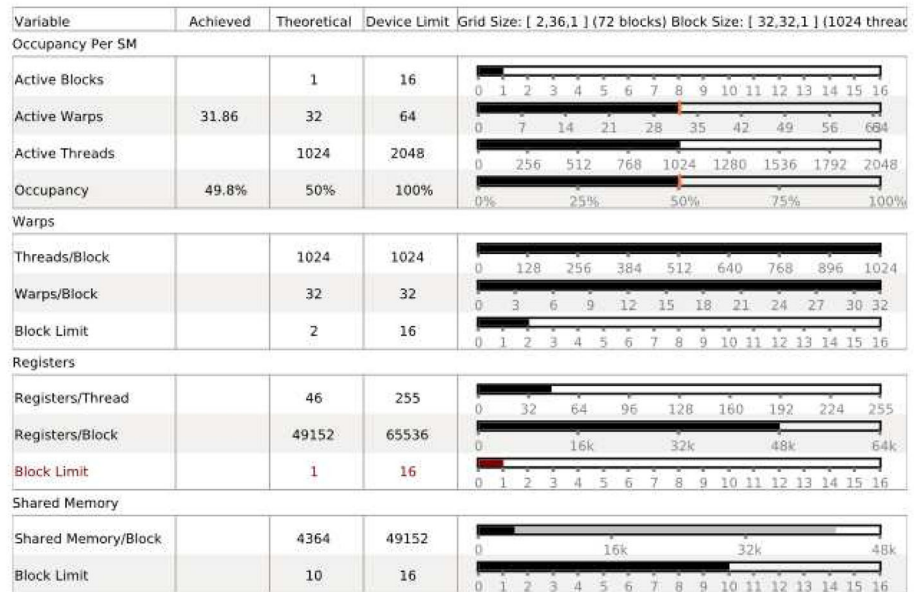 Variable Achieved Theoretical Device Limit Grid Size: [ 2,36,1 ] (72 blocks) Block Size: [ 32,32,1 ] (1024 threac
Occupancy Per SM
Active Blocks 1 16
0 1 2 3 4 5 6 7 8 9 10 11 12 13 14 15 16
Active Warps 31.86 32 64
0 7 14 21 28 35 42 49 56 6364
Active Threads 1024 2048
0 256 512 768 1024 1280 1536 1792 2048
Occupancy 49.8% 50% 100%
0% 25% 50% 75% 100%
Warps
Threads/Block 1024 1024
0 128 256 384 512 640 768 896 1024
Warps/Block 32 32
0 3 6 9 12 15 18 21 24 27 30 32
Block Limit 2 16
0 1 2 3 4 5 6 7 8 9 10 11 12 13 14 15 16
Registers
Registers/Thread 46 255
0 32 64 96 128 160 192 224 255
Registers/Block 49152 65536
0 16k 32k 48k 64k
Block Limit 1 16
0 1 2 3 4 5 6 7 8 9 10 11 12 13 14 15 16
Shared Memory
Shared Memory/Block 4364 49152
0 16k 32k 48k
Block Limit 10 16
0 1 2 3 4 5 6 7 8 9 10 11 12 13 14 15 16